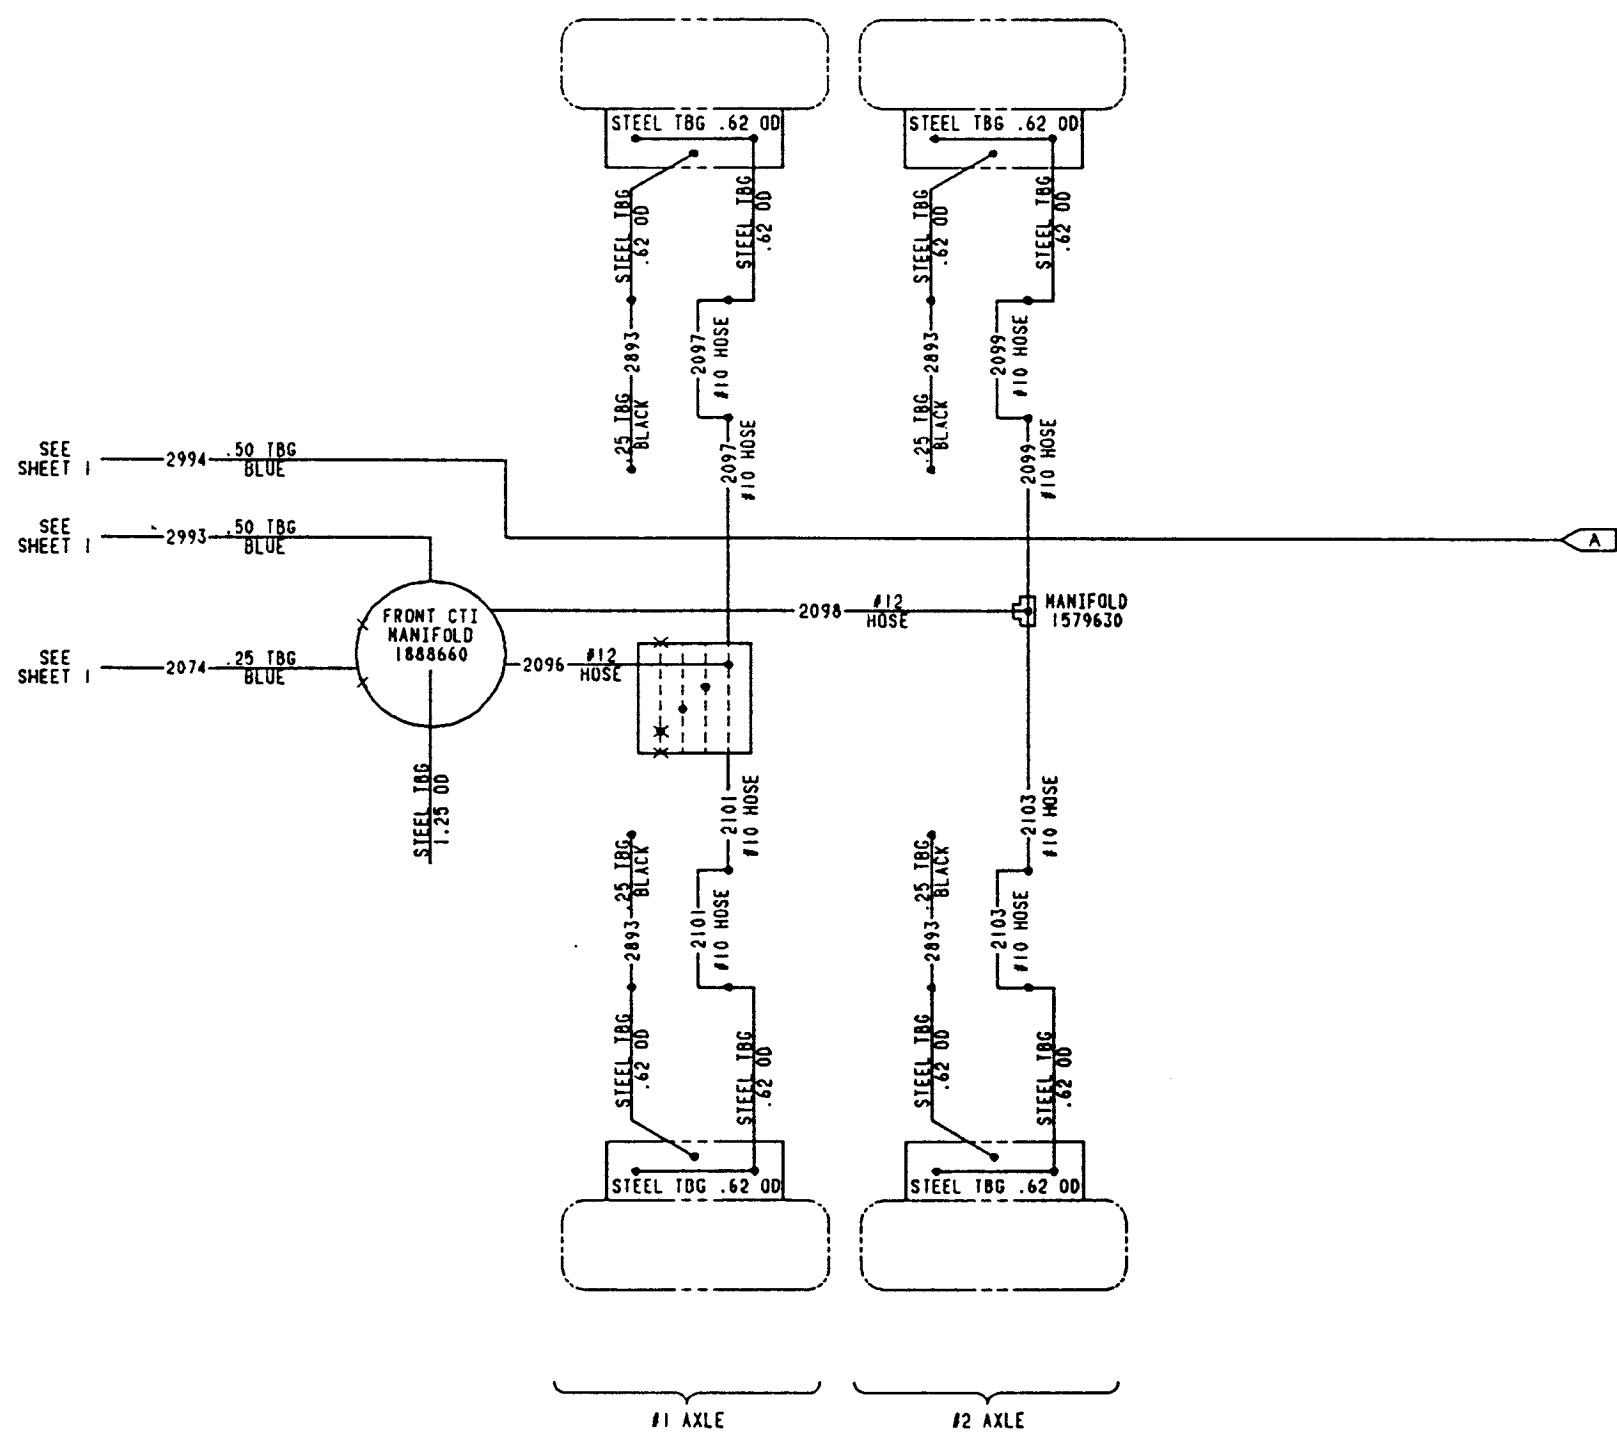 STEEL TBG .62 OD
STEEL TBG .62 OD
STEEL TBG
.62 OD
STEEL TBG
.62 OD
STEEL TBG
.62 OD
STEEL TBG
.62 OD
2893
.25 TBG
BLACK
2097
#10 HOSE
2893
.25 TBG
BLACK
2099
#10 HOSE
2097
#10 HOSE
2099
#10 HOSE
SEE
SHEET 1
2994
.50 TBG
BLUE
SEE
SHEET 1
2993
.50 TBG
BLUE
A
FRONT CTI
MANIFOLD
1888660
2098
#12
HOSE
MANIFOLD
1579630
SEE
SHEET 1
2074
.25 TBG
BLUE
2096
#12
HOSE
STEEL TBG
1.25 OD
2101
#10 HOSE
2103
#10 HOSE
.25 TBG
BLACK
2893
2101
#10 HOSE
.25 TBG
BLACK
2893
2103
#10 HOSE
STEEL TBG
.62 OD
STEEL TBG
.62 OD
STEEL TBG
.62 OD
STEEL TBG
.62 OD
STEEL TBG .62 OD
STEEL TBG .62 OD
#1 AXLE
#2 AXLE